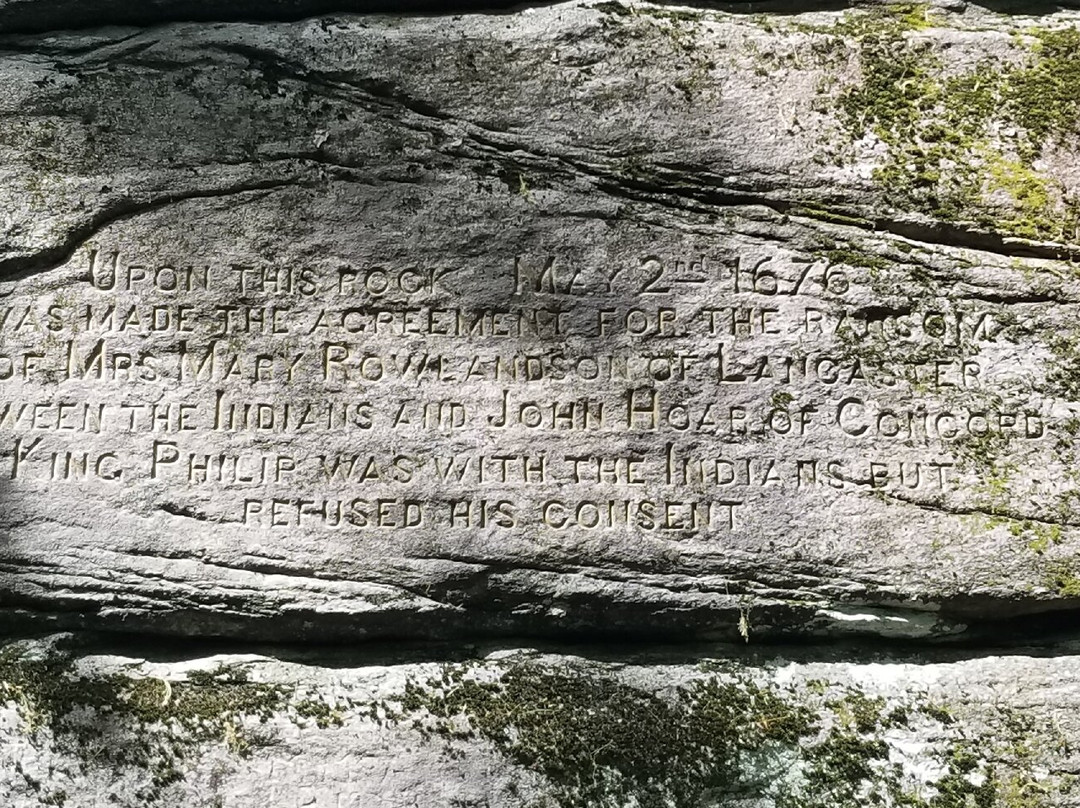 UPON THIS ROCK MAY 2nd 1676
WAS MADE THE AGREEMENT FOR THE RANSOM
OF MRS MARY ROWLANDSON OF LANCASTER
WEEN THE INDIANS AND JOHN HOAR OF CONCORD
KING PHILIP WAS WITH THE INDIANS BUT
REFUSED HIS CONSENT